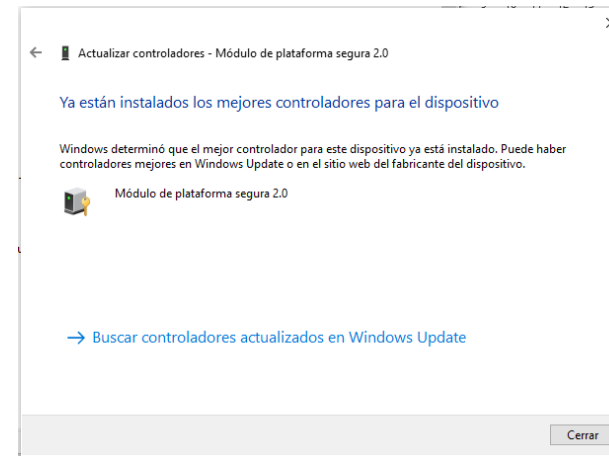 Actualizar controladores - Módulo de plataforma segura 2.0
Ya están instalados los mejores controladores para el dispositivo
Windows determinó que el mejor controlador para este dispositivo ya está instalado. Puede haber
controladores mejores en Windows Update o en el sitio web del fabricante del dispositivo.
Módulo de plataforma segura 2.0
Buscar controladores actualizados en Windows Update
Cerrar